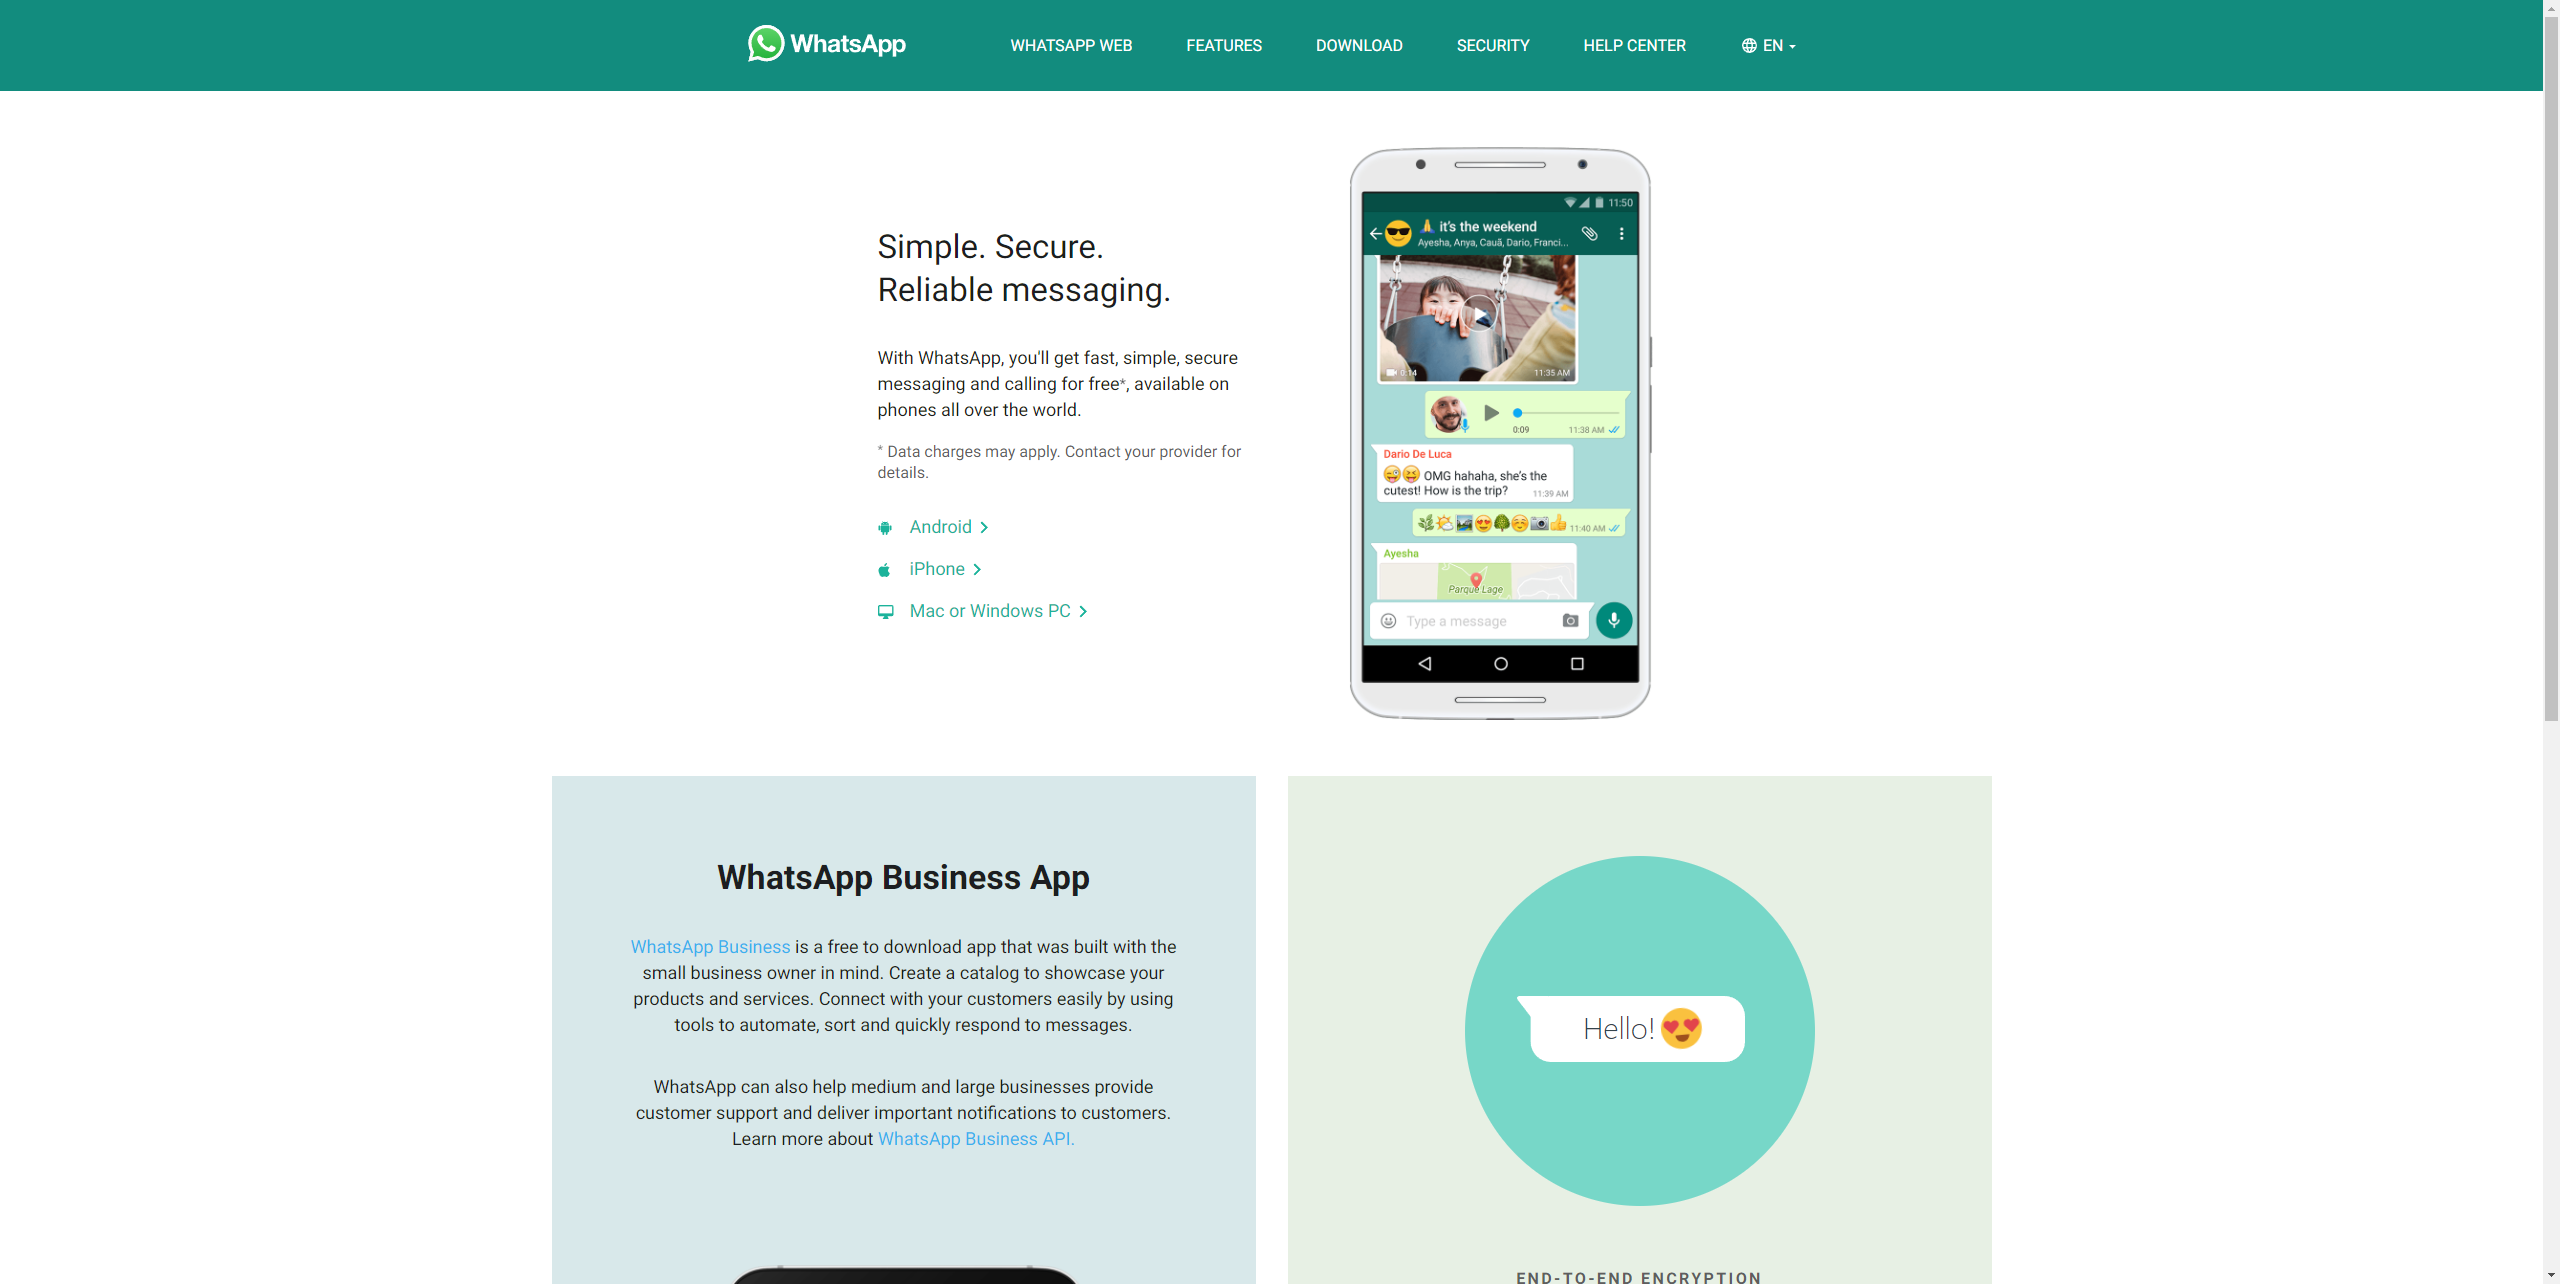 WhatsApp
WHATSAPP WEB
FEATURES
DOWNLOAD
SECURITY
HELP CENTER
EN
Simple. Secure.
Reliable messaging.
With WhatsApp, you'll get fast, simple, secure
messaging and calling for free*, available on
phones all over the world.
* Data charges may apply. Contact your provider for
details.
Android
iPhone
Mac or Windows PC
11:50
🙏 it's the weekend
Ayesha, Anya, Cauã, Dario, Franci...
0:14
11:35 AM
0:09
11:38 AM
Dario De Luca
😜😝 OMG hahaha, she's the
cutest! How is the trip?
11:39 AM
11:40 AM
Ayesha
Parque Lage
Type a message
WhatsApp Business App
WhatsApp Business is a free to download app that was built with the
small business owner in mind. Create a catalog to showcase your
products and services. Connect with your customers easily by using
tools to automate, sort and quickly respond to messages.
WhatsApp can also help medium and large businesses provide
customer support and deliver important notifications to customers.
Learn more about WhatsApp Business API.
Hello! 😍
END-TO-END ENCRYPTION